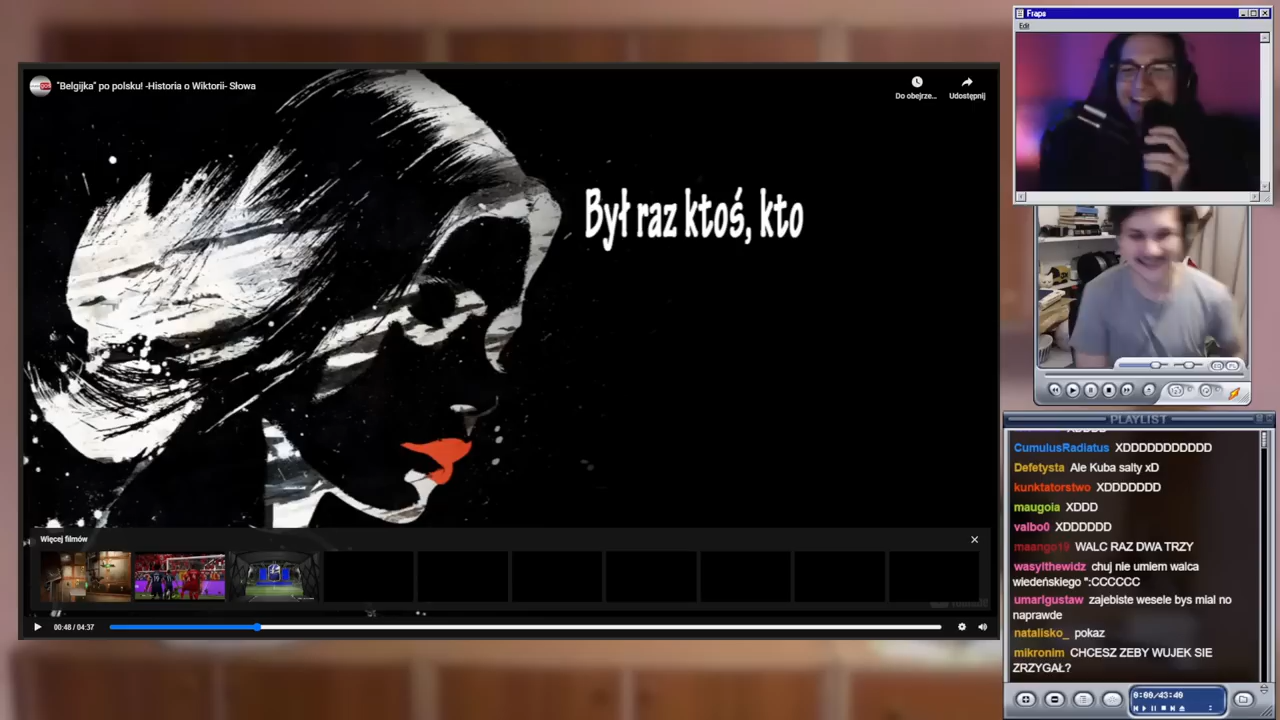 Fraps
Edit
"Belgijka" po polsku! -Historia o Wiktorii- Słowa
Do obejrze...
Udostępnij
Był raz ktoś, kto
Więcej filmów
00:48 / 04:37
PLAYLIST
CumulusRadiatus XDDDDDDDDDDD
Defetysta Ale Kuba salty xD
kunktatorstwo XDDDDDDD
maugoia XDDD
valbo0 XDDDDDD
maango19 WALC RAZ DWA TRZY
wasylthewidz chuj nie umiem walca
wiedeńskiego ":CCCCCC
umarlgustaw zajebiste wesele bys mial no
naprawde
natalisko_ pokaz
mikronim CHCESZ ZEBY WUJEK SIE
ZRZYGAŁ?
0:00/43:40